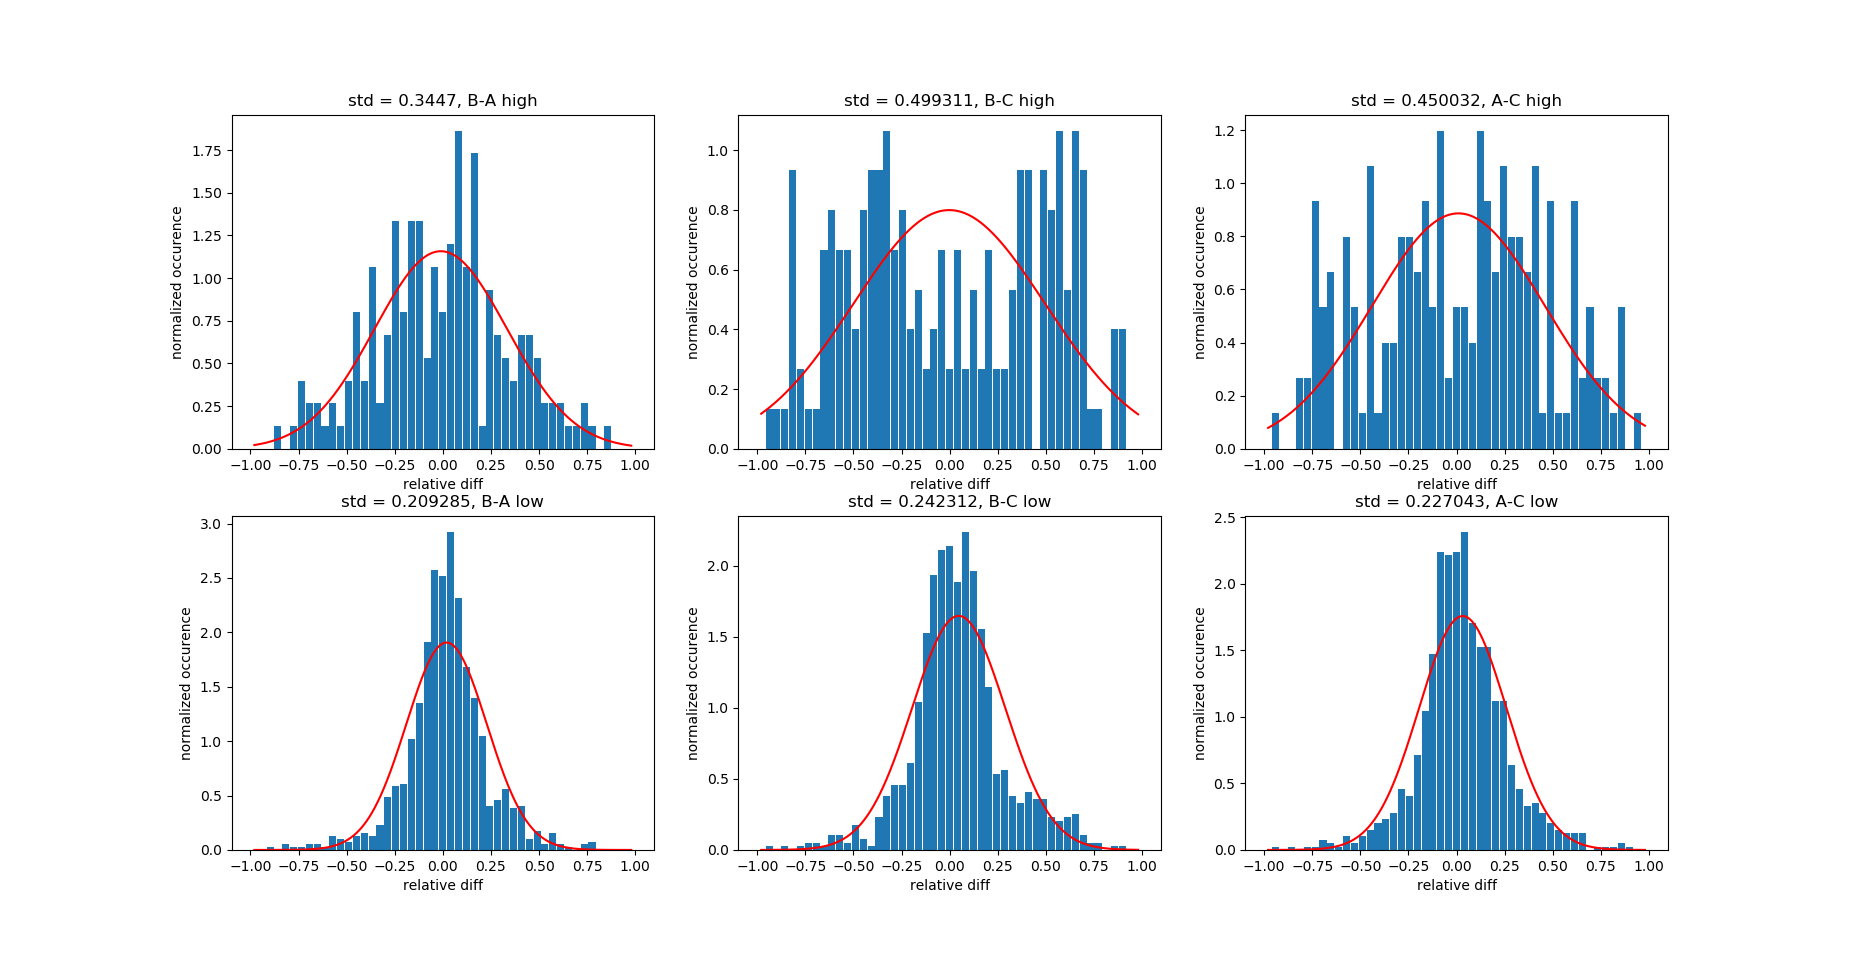 std = 0.3447, B-A high
std = 0.499311, B-C high
std = 0.450032, A-C high
normalized occurence
1.75
1.50
1.25
1.00
0.75
0.50
0.25
0.00
−1.00 −0.75 −0.50 −0.25 0.00 0.25 0.50 0.75 1.00
relative diff
normalized occurence
1.0
0.8
0.6
0.4
0.2
0.0
−1.00 −0.75 −0.50 −0.25 0.00 0.25 0.50 0.75 1.00
relative diff
normalized occurence
1.2
1.0
0.8
0.6
0.4
0.2
0.0
−1.00 −0.75 −0.50 −0.25 0.00 0.25 0.50 0.75 1.00
relative diff
std = 0.209285, B-A low
std = 0.242312, B-C low
std = 0.227043, A-C low
normalized occurence
3.0
2.5
2.0
1.5
1.0
0.5
0.0
−1.00 −0.75 −0.50 −0.25 0.00 0.25 0.50 0.75 1.00
relative diff
normalized occurence
2.0
1.5
1.0
0.5
0.0
−1.00 −0.75 −0.50 −0.25 0.00 0.25 0.50 0.75 1.00
relative diff
normalized occurence
2.5
2.0
1.5
1.0
0.5
0.0
−1.00 −0.75 −0.50 −0.25 0.00 0.25 0.50 0.75 1.00
relative diff